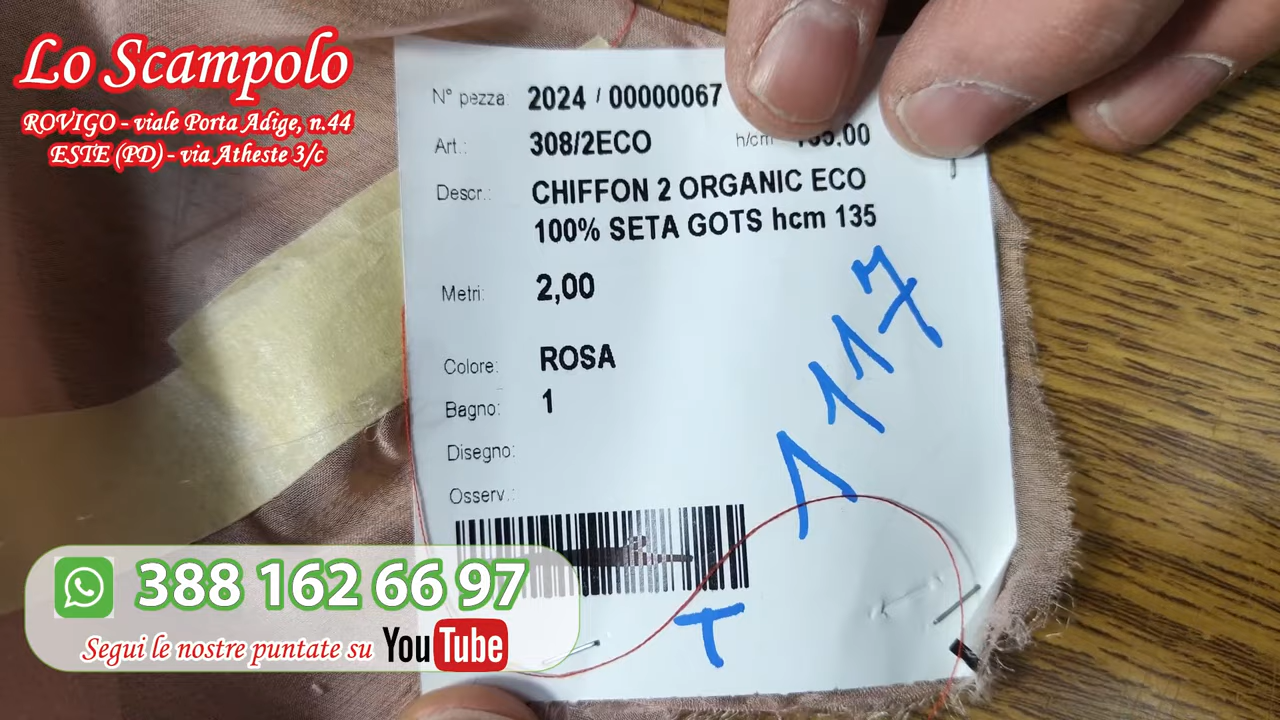 Lo Scampolo
ROVIGO - viale Porta Adige, n.44
ESTE (PD) - via Atheste 3/c
N° pezza: 2024 / 00000067
Art.: 308/2ECO h/cm
Descr.: CHIFFON 2 ORGANIC ECO
100% SETA GOTS hcm 135
Metri: 2,00
Colore: ROSA
Bagno: 1
Disegno:
Osserv.:
1117
T
388 162 66 97
Segui le nostre puntate su YouTube